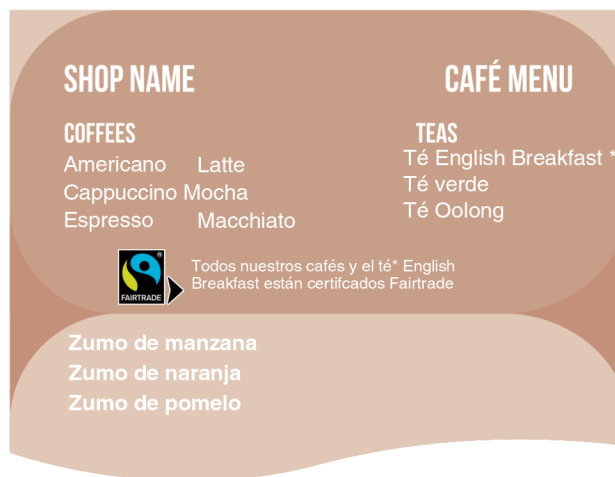 SHOP NAME
CAFÉ MENU
COFFEES
Americano Latte
Cappuccino Mocha
Espresso Macchiato
TEAS
Té English Breakfast *
Té verde
Té Oolong
FAIRTRADE
®
Todos nuestros cafés y el té* English
Breakfast están certifcados Fairtrade
Zumo de manzana
Zumo de naranja
Zumo de pomelo